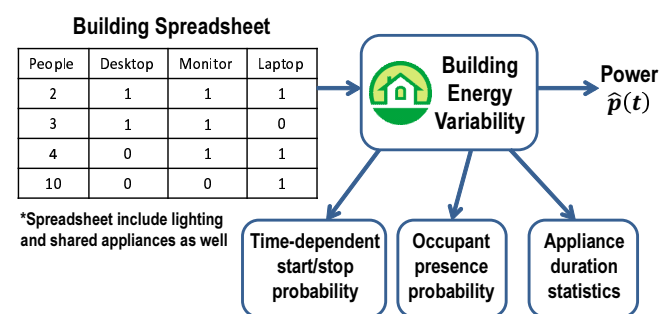 Building Spreadsheet
People Desktop Monitor Laptop
2 1 1 1
3 1 1 0
4 0 1 1
10 0 0 1
*Spreadsheet include lighting
and shared appliances as well
Building
Energy
Variability
Power
p̂(t)
Time-dependent
start/stop
probability
Occupant
presence
probability
Appliance
duration
statistics